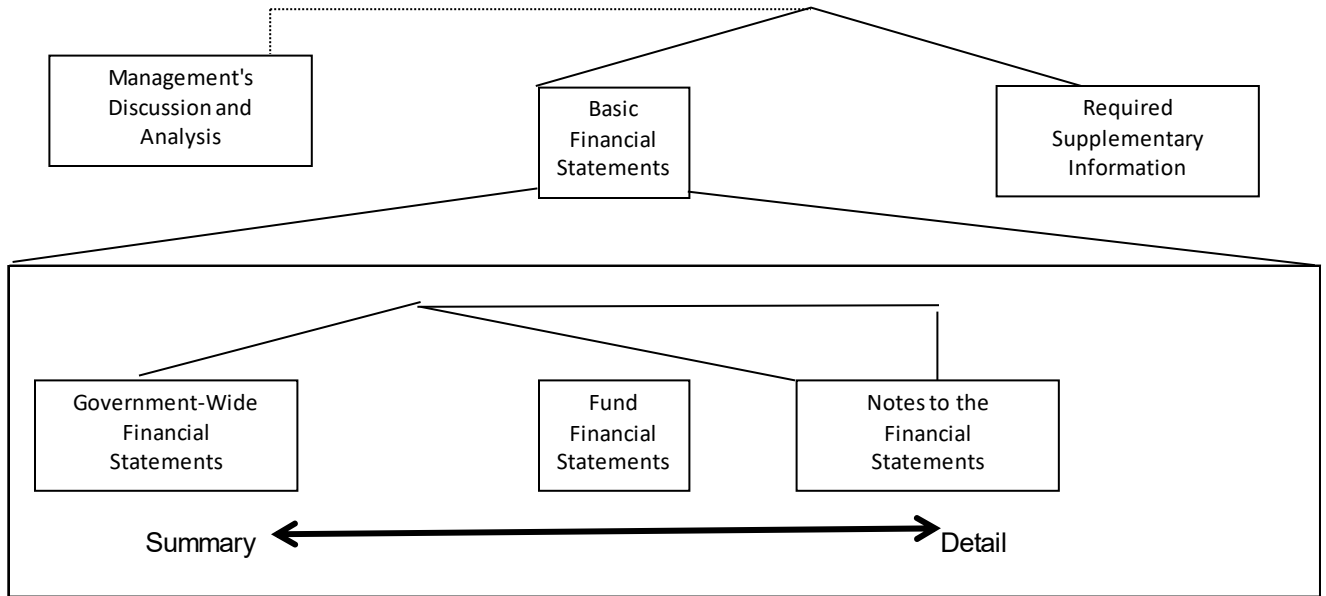 Management's
Discussion and
Analysis
Basic
Financial
Statements
Required
Supplementary
Information
Government-Wide
Financial
Statements
Fund
Financial
Statements
Notes to the
Financial
Statements
Summary
Detail